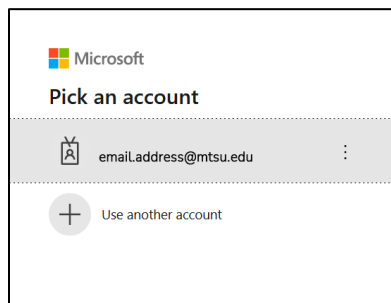 Microsoft
Pick an account
email.address@mtsu.edu
Use another account